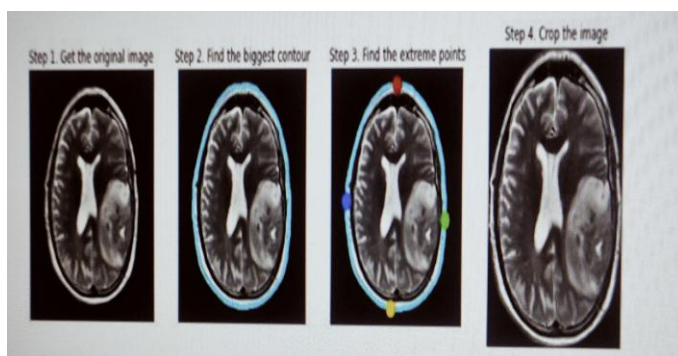 Step 1. Get the original image
Step 2. Find the biggest contour
Step 3. Find the extreme points
Step 4. Crop the image